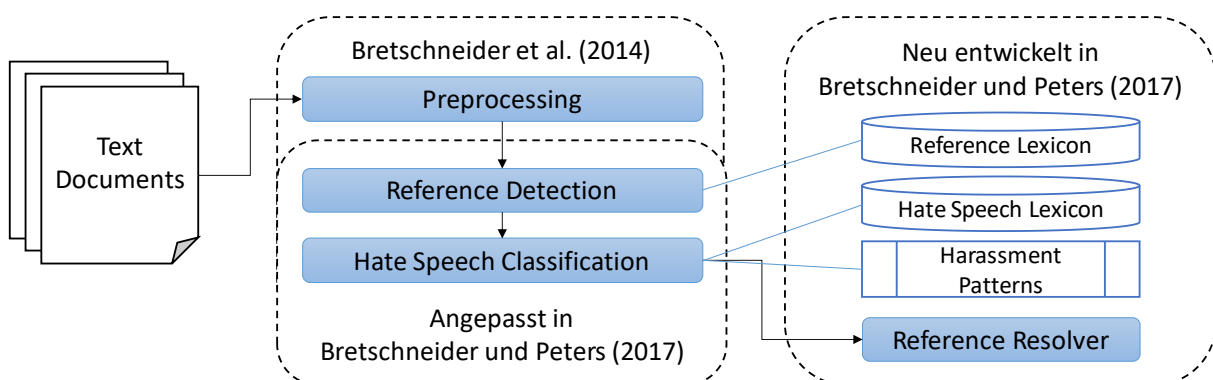 Text
Documents
Bretschneider et al. (2014)
Preprocessing
Reference Detection
Hate Speech Classification
Angepasst in
Bretschneider und Peters (2017)
Neu entwickelt in
Bretschneider und Peters (2017)
Reference Lexicon
Hate Speech Lexicon
Harassment
Patterns
Reference Resolver